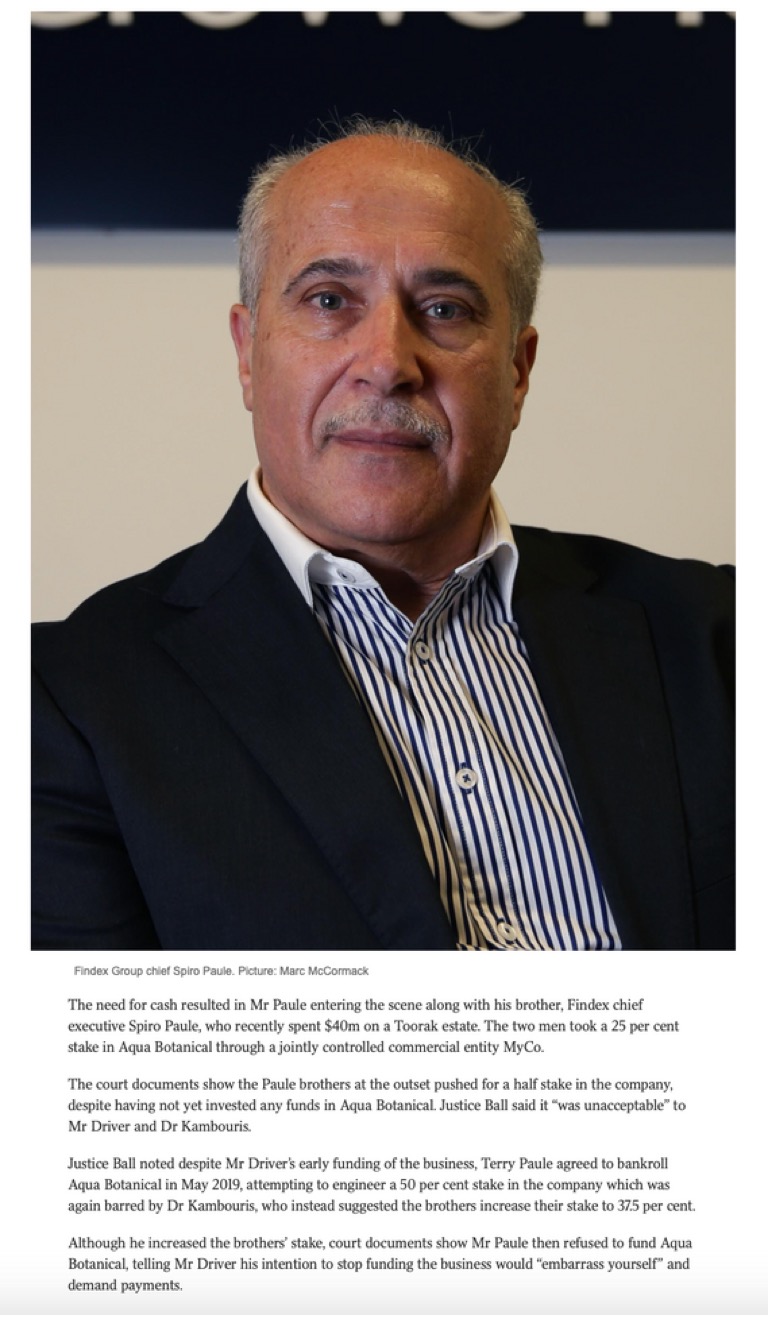 Findex Group chief Spiro Paule. Picture: Marc McCormack
The need for cash resulted in Mr Paule entering the scene along with his brother, Findex chief
executive Spiro Paule, who recently spent $40m on a Toorak estate. The two men took a 25 per cent
stake in Aqua Botanical through a jointly controlled commercial entity MyCo.
The court documents show the Paule brothers at the outset pushed for a half stake in the company,
despite having not yet invested any funds in Aqua Botanical. Justice Ball said it “was unacceptable” to
Mr Driver and Dr Kambouris.
Justice Ball noted despite Mr Driver’s early funding of the business, Terry Paule agreed to bankroll
Aqua Botanical in May 2019, attempting to engineer a 50 per cent stake in the company which was
again barred by Dr Kambouris, who instead suggested the brothers increase their stake to 37.5 per cent.
Although he increased the brothers’ stake, court documents show Mr Paule then refused to fund Aqua
Botanical, telling Mr Driver his intention to stop funding the business would “embarrass yourself” and
demand payments.